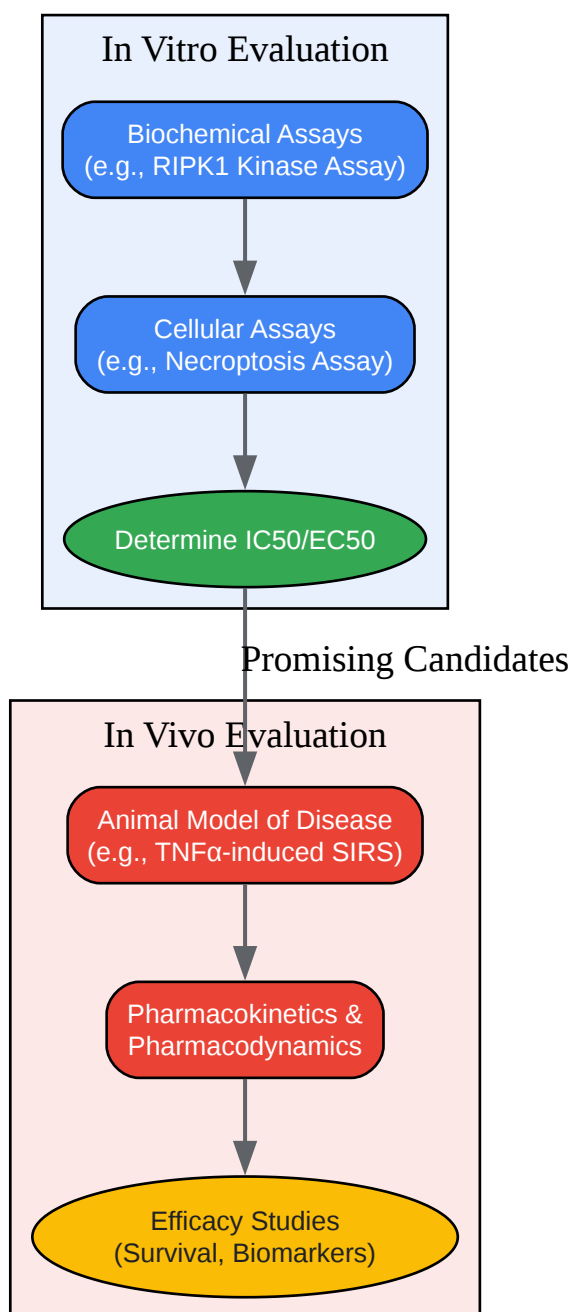 In Vitro Evaluation
Biochemical Assays
(e.g., RIPK1 Kinase Assay)
Cellular Assays
(e.g., Necroptosis Assay)
Determine IC50/EC50
Promising Candidates
In Vivo Evaluation
Animal Model of Disease
(e.g., TNFα-induced SIRS)
Pharmacokinetics &
Pharmacodynamics
Efficacy Studies
(Survival, Biomarkers)